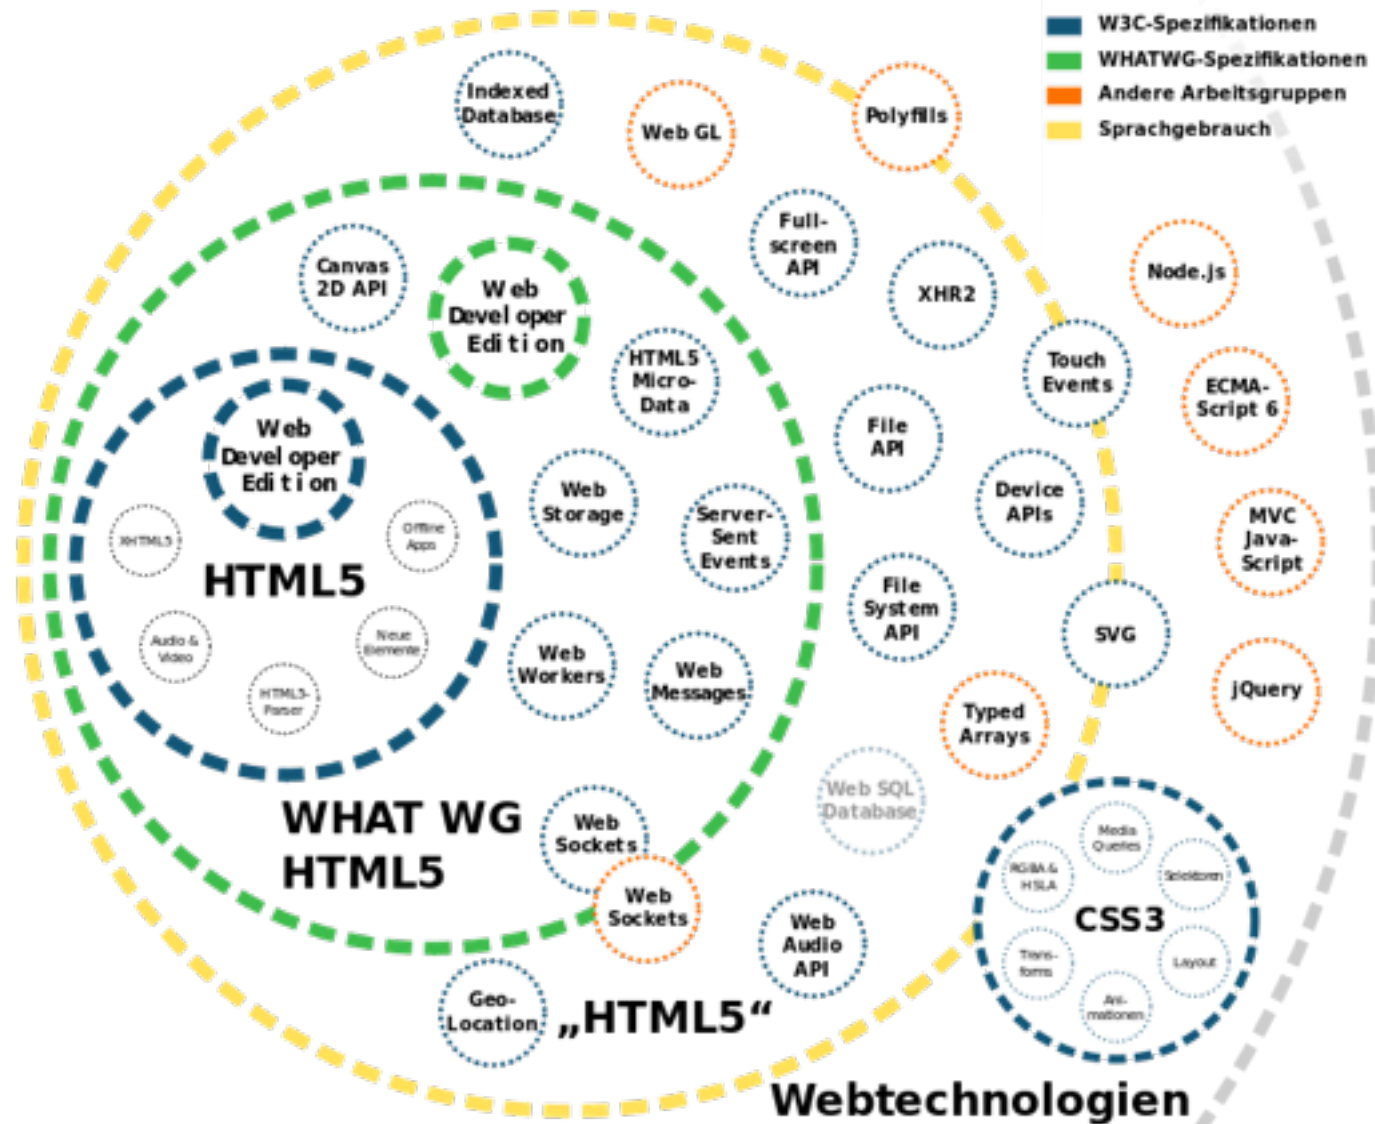 W3C-Spezifikationen
WHATWG-Spezifikationen
Andere Arbeitsgruppen
Sprachgebrauch
Indexed
Database
Web GL
Polyfills
Full-
screen
API
XHR2
Node.js
Canvas
2D API
Web
Developer
Edition
HTML5
Micro-
Data
Touch
Events
ECMA-
Script 6
Web
Developer
Edition
File
API
Web
Storage
Server-
Sent
Events
Device
APIs
MVC
Java-
Script
XHTML5
Offline
Apps
HTML5
Audio &
Video
Neue
Elemente
HTML5-
Parser
Web
Workers
Web
Messages
File
System
API
SVG
jQuery
Typed
Arrays
Web SQL
Database
WHAT WG
HTML5
Web
Sockets
Web
Sockets
Media
Queries
RGBA &
HSLA
Selektoren
CSS3
Trans-
forms
Layout
Ani-
mationen
Web
Audio
API
Geo-
Location
„HTML5“
Webtechnologien